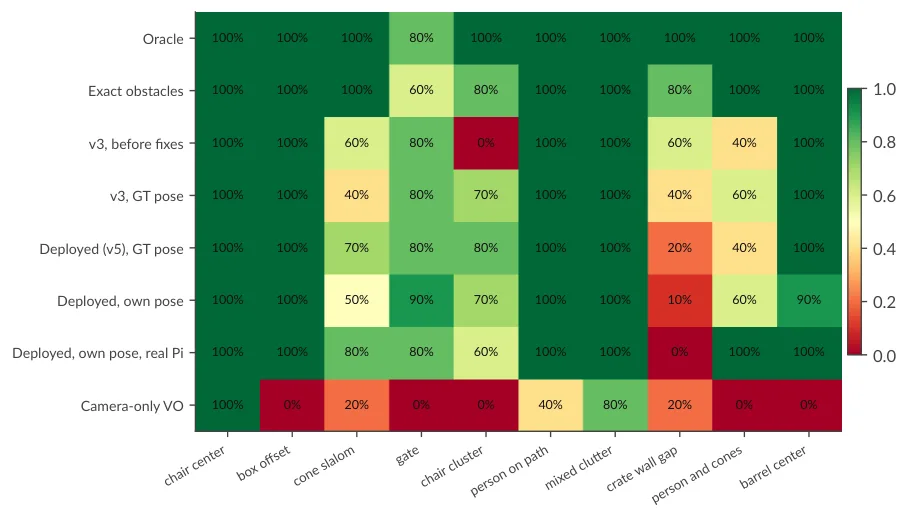 Oracle 100% 100% 100% 80% 100% 100% 100% 100% 100% 100%
Exact obstacles 100% 100% 100% 60% 80% 100% 100% 80% 100% 100%
v3, before fixes 100% 100% 60% 80% 0% 100% 100% 60% 40% 100%
v3, GT pose 100% 100% 40% 80% 70% 100% 100% 40% 60% 100%
Deployed (v5), GT pose 100% 100% 70% 80% 80% 100% 100% 20% 40% 100%
Deployed, own pose 100% 100% 50% 90% 70% 100% 100% 10% 60% 90%
Deployed, own pose, real Pi 100% 100% 80% 80% 60% 100% 100% 0% 100% 100%
Camera-only VO 100% 0% 20% 0% 0% 40% 80% 20% 0% 0%
chair center
box offset
cone slalom
gate
chair cluster
person on path
mixed clutter
crate wall gap
person and cones
barrel center
1.0
0.8
0.6
0.4
0.2
0.0